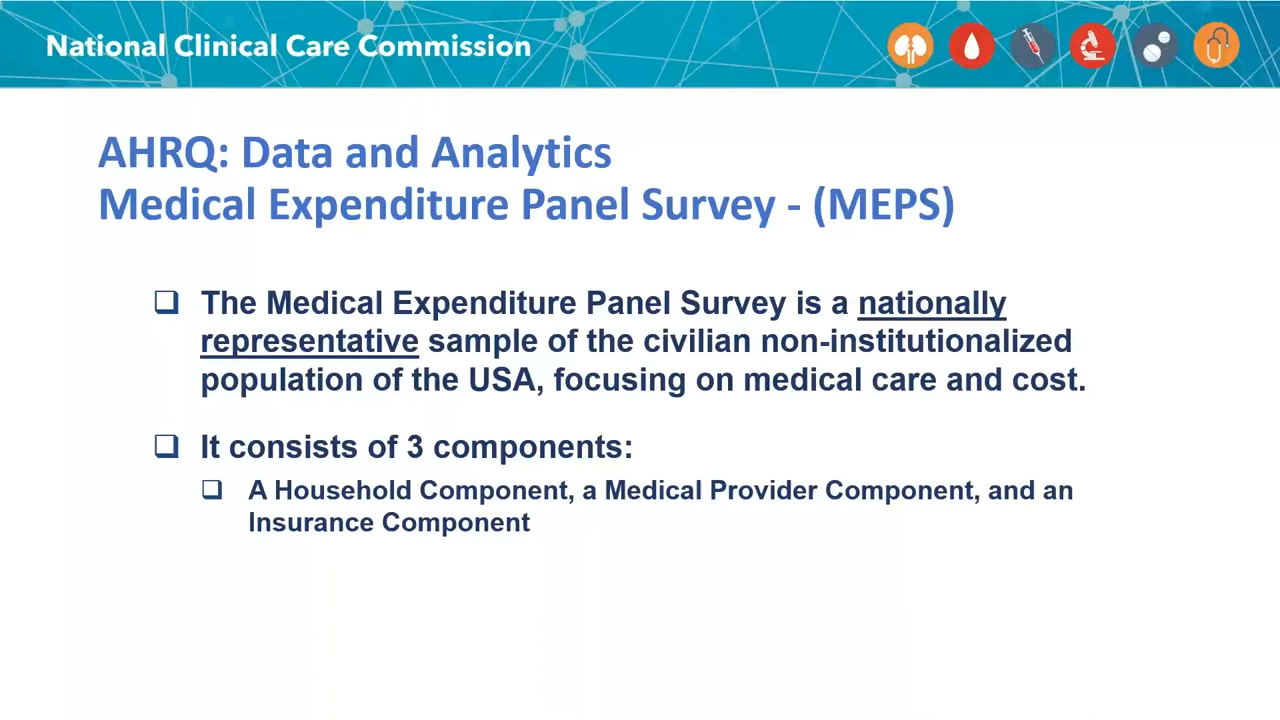 National Clinical Care Commission
AHRQ: Data and Analytics
Medical Expenditure Panel Survey - (MEPS)
The Medical Expenditure Panel Survey is a nationally
representative sample of the civilian non-institutionalized
population of the USA, focusing on medical care and cost.
It consists of 3 components:
A Household Component, a Medical Provider Component, and an
Insurance Component